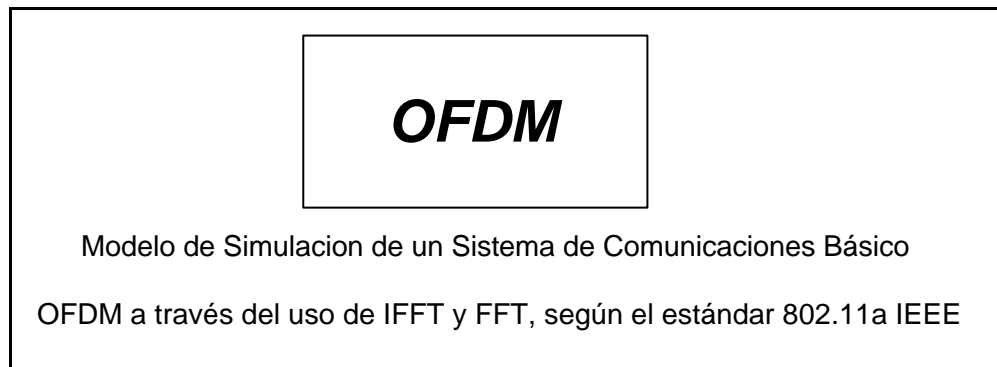 OFDM
Modelo de Simulacion de un Sistema de Comunicaciones Básico
OFDM a través del uso de IFFT y FFT, según el estándar 802.11a IEEE